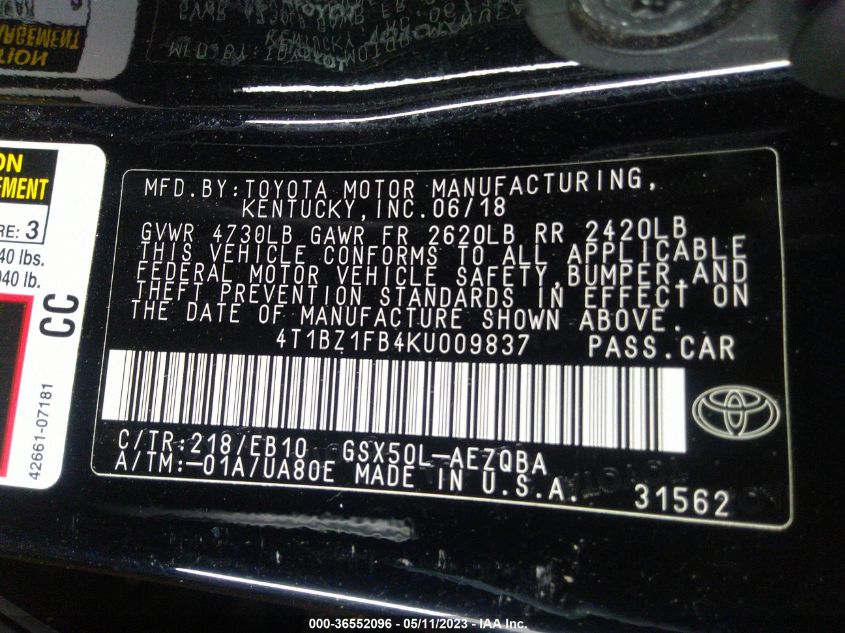 ON
EMENT
RE: 3
40 lbs.
040 lb.
CC
42661-07181
MFD.BY:TOYOTA MOTOR MANUFACTURING,
KENTUCKY,INC.06/18
GVWR 4730LB GAWR FR 2620LB RR 2420LB
THIS VEHICLE CONFORMS TO ALL APPLICABLE
FEDERAL MOTOR VEHICLE SAFETY,BUMPER,AND
THEFT PREVENTION STANDARDS IN EFFECT ON
THE DATE OF MANUFACTURE SHOWN ABOVE.
4T1BZ1FB4KU009837 PASS.CAR
C/TR:218/EB10 GSX50L-AEZQBA
A/TM:-01A/UA80E MADE IN U.S.A.
31562
000-36552096 - 05/11/2023 - IAA Inc.